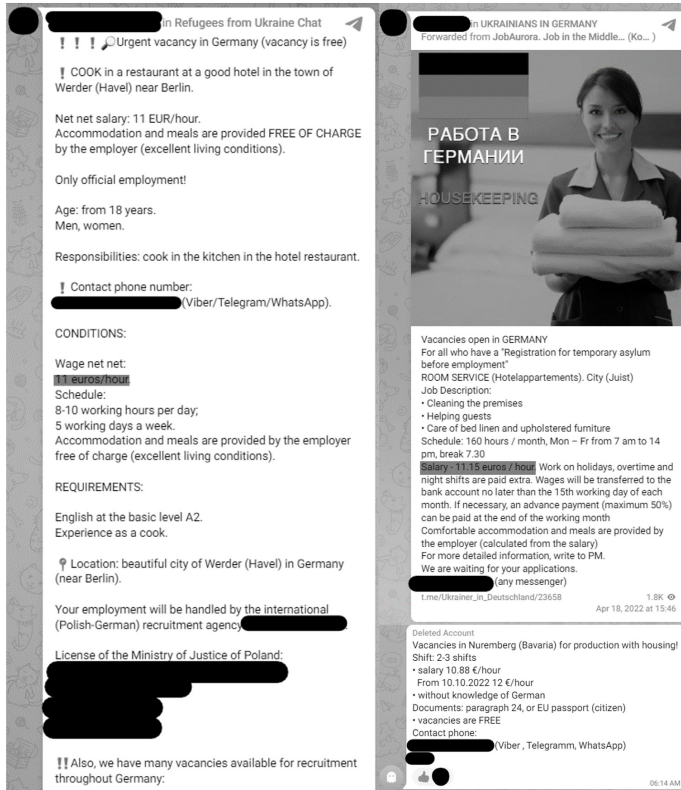 in Refugees from Ukraine Chat
❗❗❗🔎Urgent vacancy in Germany (vacancy is free)
❗ COOK in a restaurant at a good hotel in the town of
Werder (Havel) near Berlin.
Net net salary: 11 EUR/hour.
Accommodation and meals are provided FREE OF CHARGE
by the employer (excellent living conditions).
Only official employment!
Age: from 18 years.
Men, women.
Responsibilities: cook in the kitchen in the hotel restaurant.
❗ Contact phone number:
(Viber/Telegram/WhatsApp).
CONDITIONS:
Wage net net:
11 euros/hour.
Schedule:
8-10 working hours per day;
5 working days a week.
Accommodation and meals are provided by the employer
free of charge (excellent living conditions).
REQUIREMENTS:
English at the basic level A2.
Experience as a cook.
📍 Location: beautiful city of Werder (Havel) in Germany
(near Berlin).
Your employment will be handled by the international
(Polish-German) recruitment agency
License of the Ministry of Justice of Poland:
‼️Also, we have many vacancies available for recruitment
throughout Germany:
in UKRAINIANS IN GERMANY
Forwarded from JobAurora. Job in the Middle... (Ko... )
РАБОТА В
ГЕРМАНИИ
HOUSEKEEPING
Vacancies open in GERMANY
For all who have a "Registration for temporary asylum
before employment"
ROOM SERVICE (Hotelappartements). City (Juist)
Job Description:
• Cleaning the premises
• Helping guests
• Care of bed linen and upholstered furniture
Schedule: 160 hours / month, Mon – Fr from 7 am to 14
pm, break 7.30
Salary - 11.15 euros / hour. Work on holidays, overtime and
night shifts are paid extra. Wages will be transferred to the
bank account no later than the 15th working day of each
month. If necessary, an advance payment (maximum 50%)
can be paid at the end of the working month
Comfortable accommodation and meals are provided by
the employer (calculated from the salary)
For more detailed information, write to PM.
We are waiting for your applications.
(any messenger)
t.me/Ukrainer_in_Deutschland/23658 1.8K
Apr 18, 2022 at 15:46
Deleted Account
Vacancies in Nuremberg (Bavaria) for production with housing!
Shift: 2-3 shifts
• salary 10.88 €/hour
From 10.10.2022 12 €/hour
• without knowledge of German
Documents: paragraph 24, or EU passport (citizen)
• vacancies are FREE
Contact phone:
(Viber , Telegramm, WhatsApp)
06:14 AM